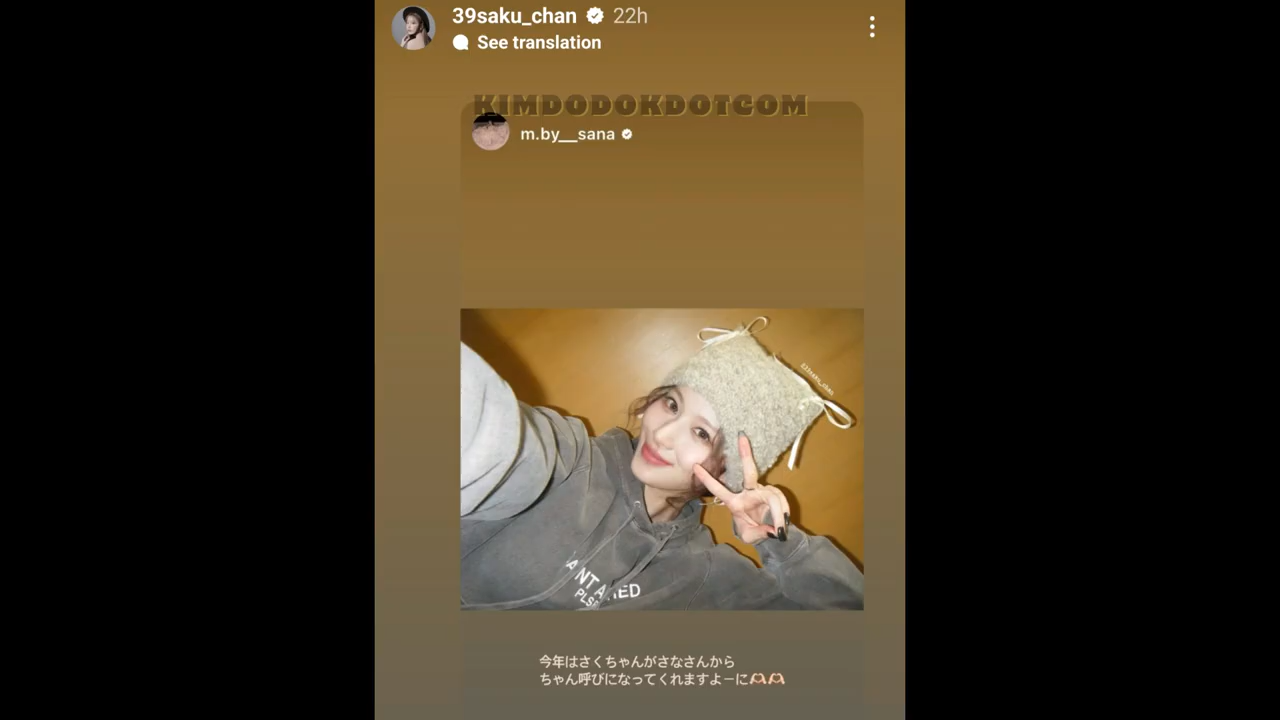 39saku_chan 22h
See translation
KIMDODOKDOTCOM
m.by__sana
PLSE
今年はさくちゃんがさなさんから
ちゃん呼びになってくれますよーに🫶🏻🫶🏻